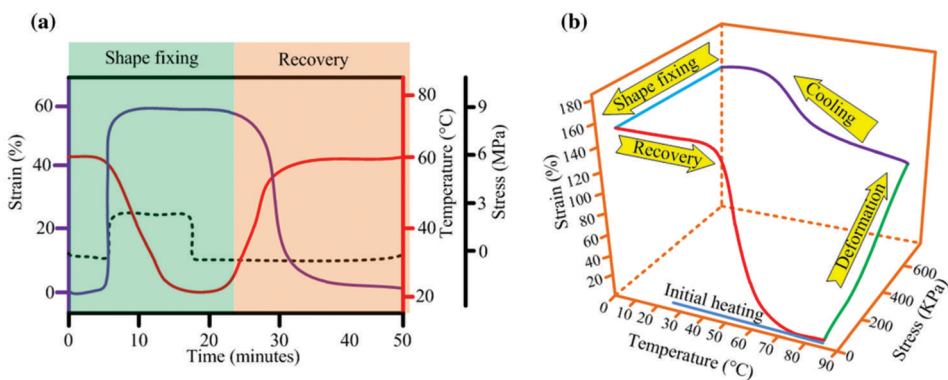 (a)
Shape fixing
Recovery
60
40
20
0
Strain (%)
0
10
20
30
40
50
Time (minutes)
80
60
40
20
Temperature (°C)
9
6
3
0
Stress (MPa)
(b)
180
160
140
120
100
80
60
40
20
Strain (%)
Shape fixing
Cooling
Recovery
Deformation
Initial heating
0
10
20
30
40
50
60
70
80
90
Temperature (°C)
0
200
400
600
Stress (KPa)